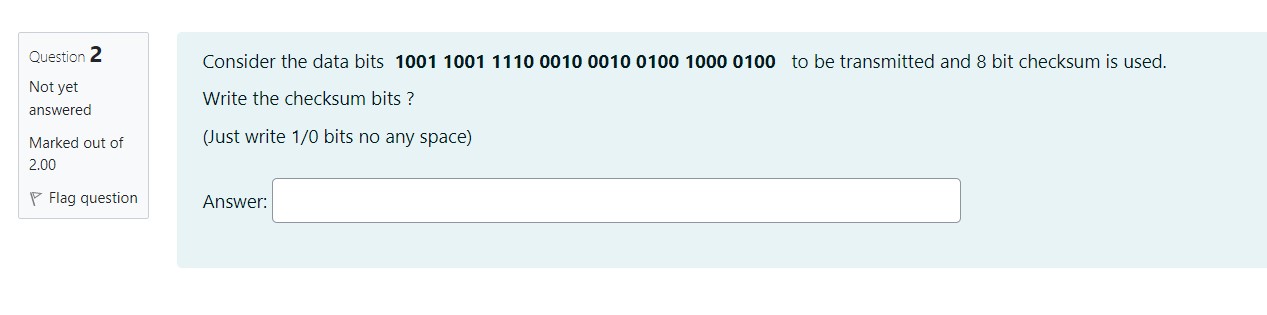 Question 2
Not yet
answered
Marked out of
2.00
Flag question
Consider the data bits 1001 1001 1110 0010 0010 0100 1000 0100 to be transmitted and 8 bit checksum is used.
Write the checksum bits ?
(Just write 1/0 bits no any space)
Answer: